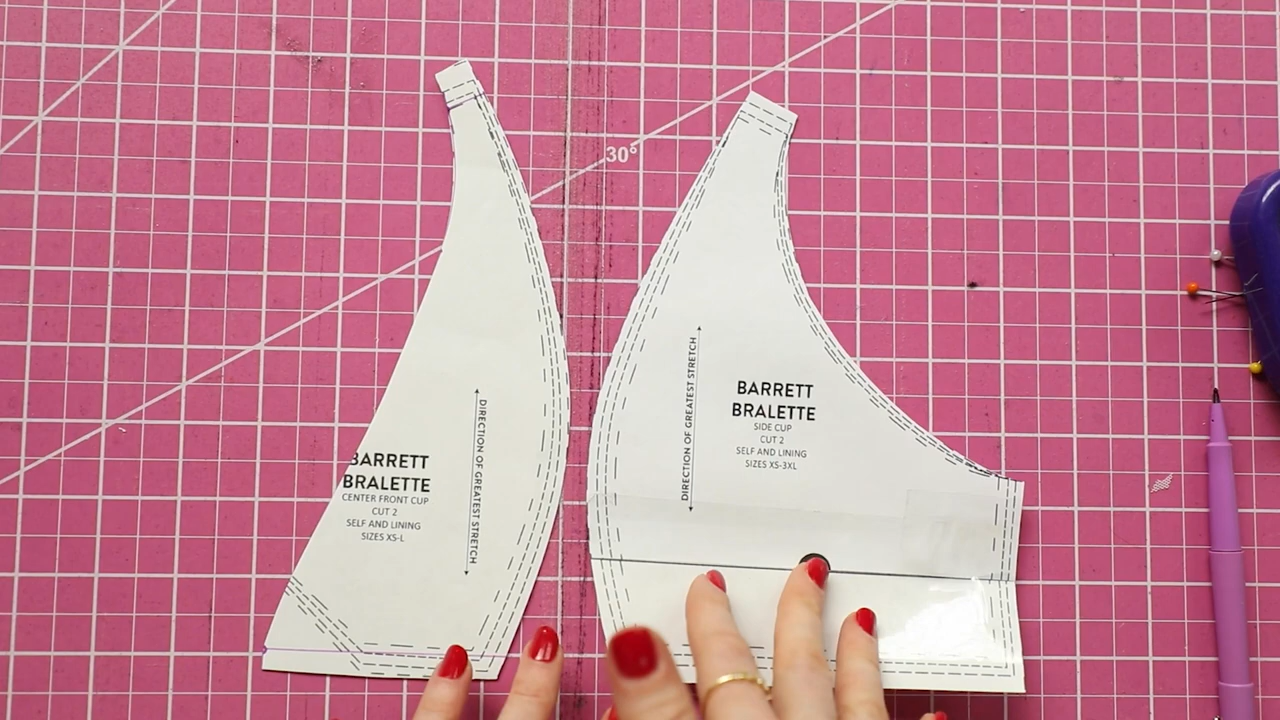 30°
BARRETT
BRALETTE
CENTER FRONT CUP
CUT 2
SELF AND LINING
SIZES XS-L
DIRECTION OF GREATEST STRETCH
DIRECTION OF GREATEST STRETCH
BARRETT
BRALETTE
SIDE CUP
CUT 2
SELF AND LINING
SIZES XS-3XL